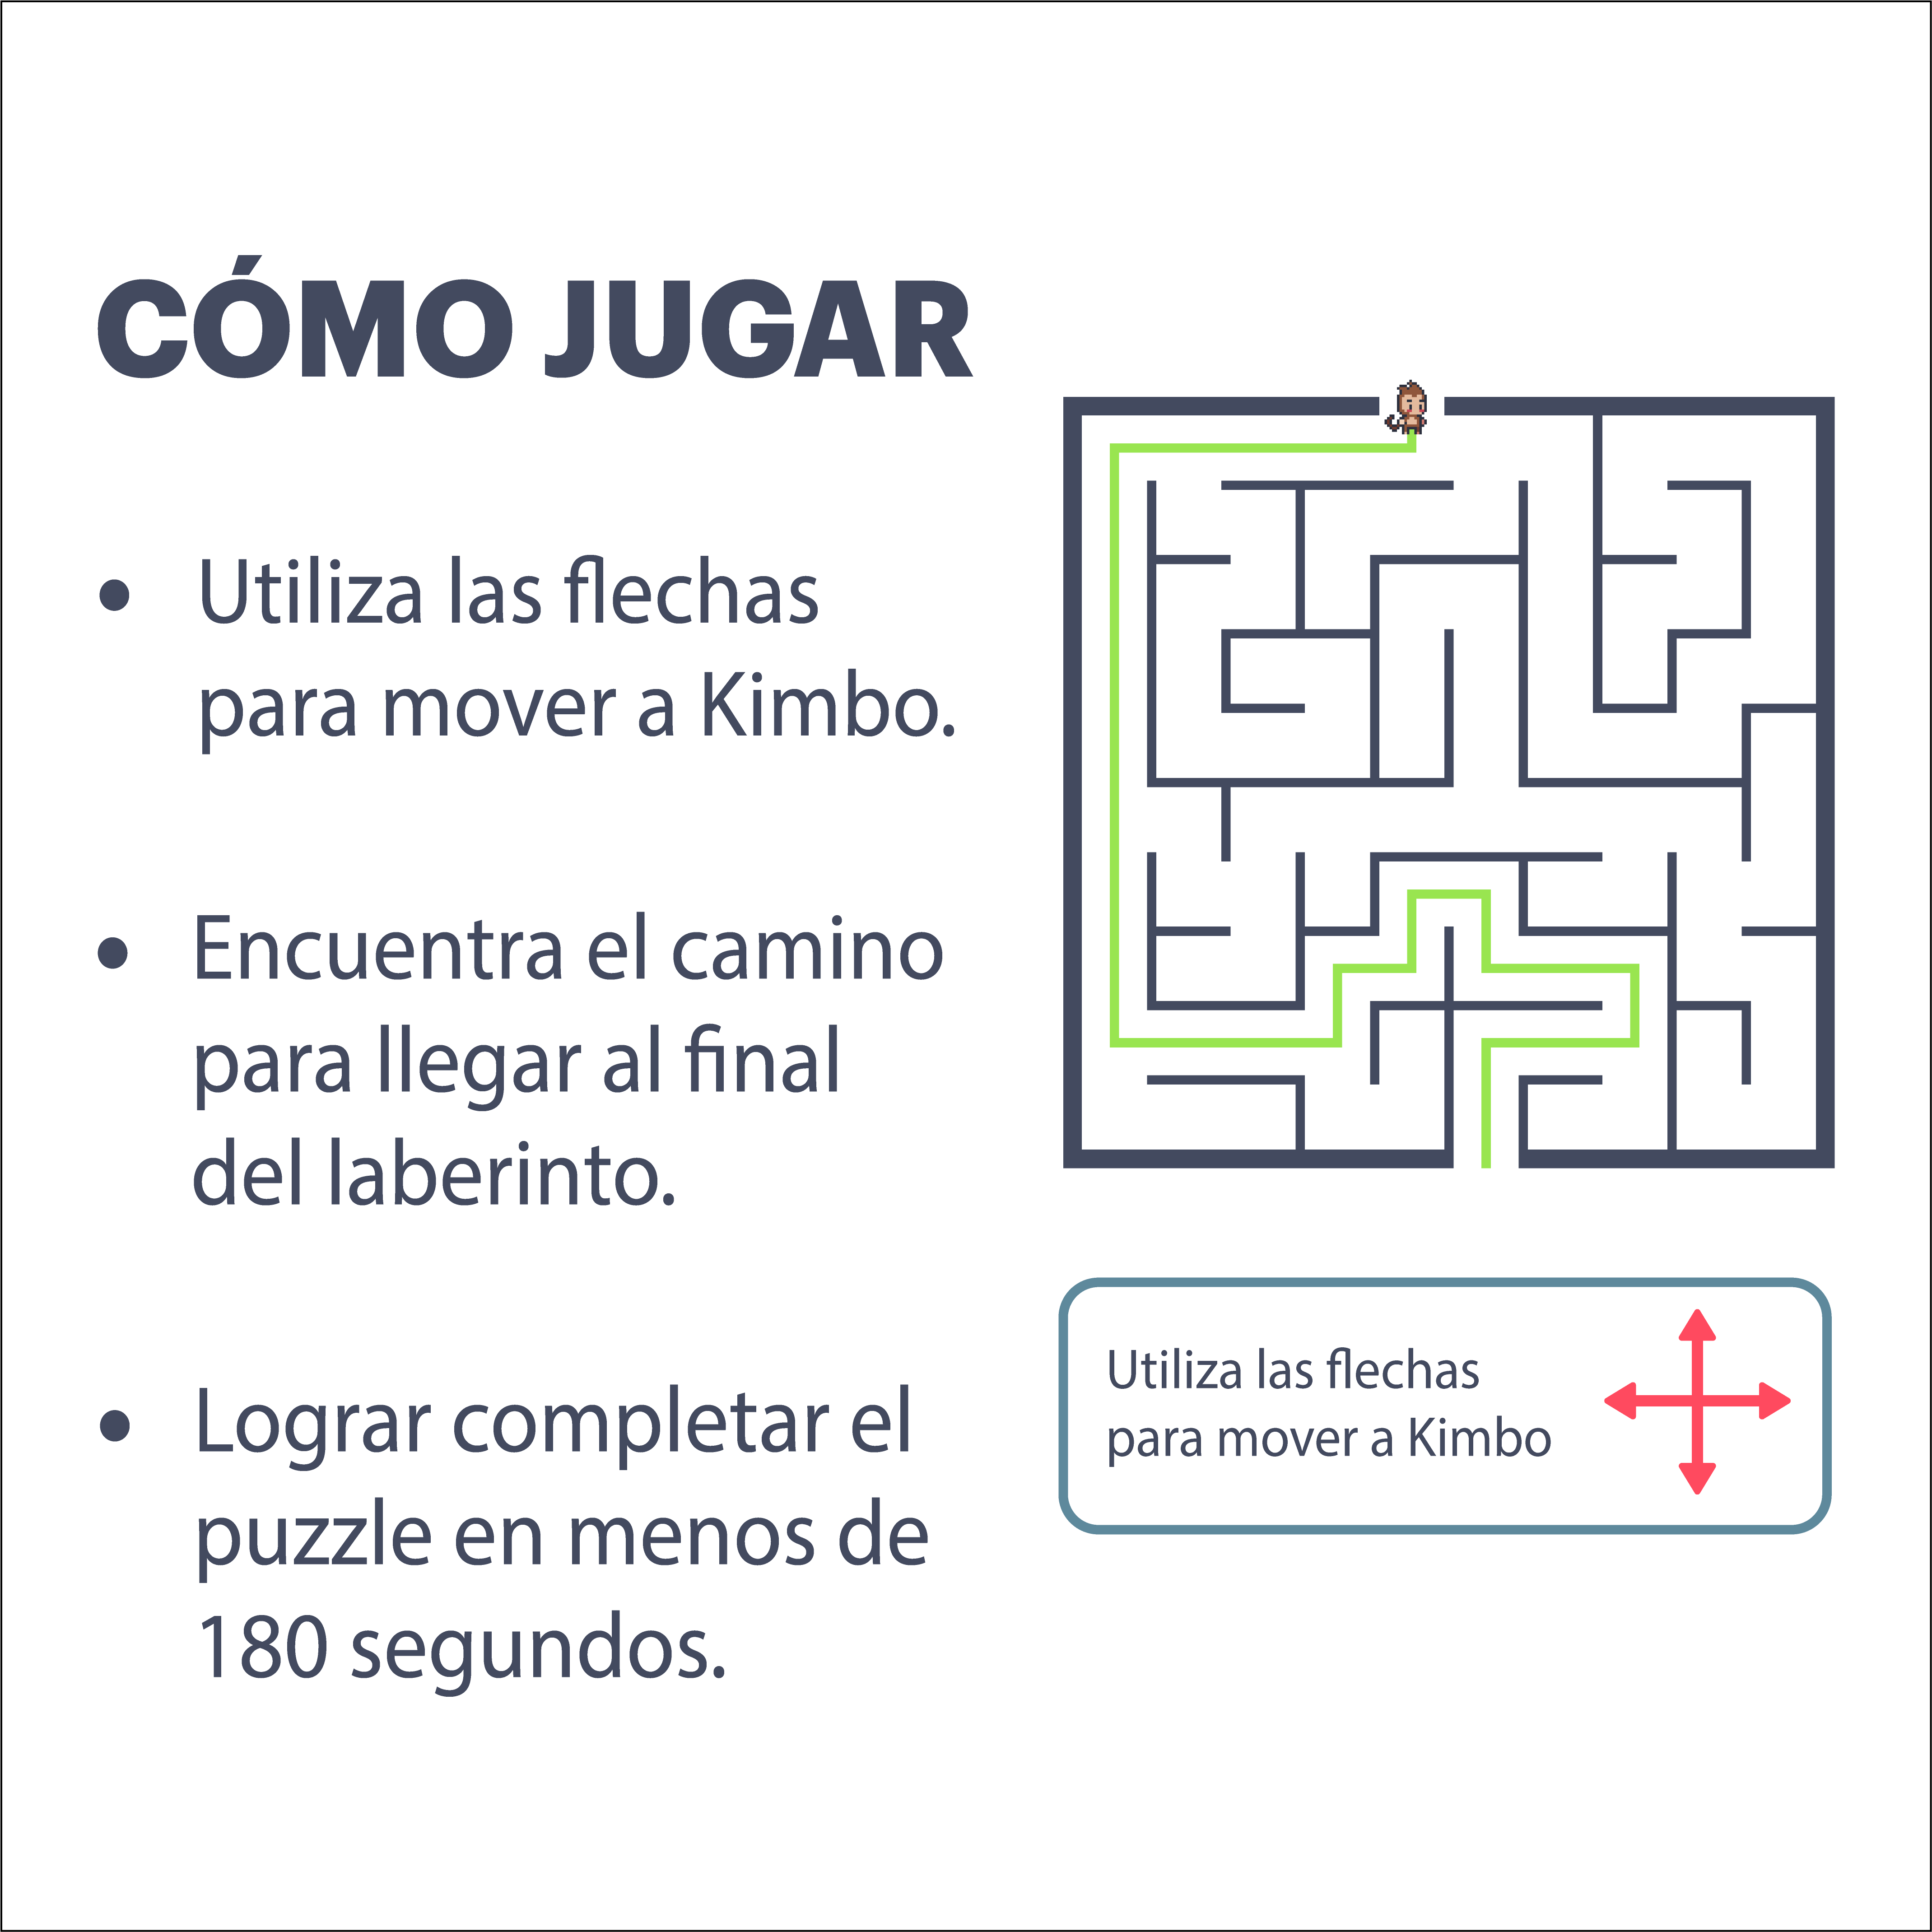 CÓMO JUGAR
• Utiliza las flechas
para mover a Kimbo.
• Encuentra el camino
para llegar al final
del laberinto.
• Lograr completar el
puzzle en menos de
180 segundos.
Utiliza las flechas
para mover a Kimbo